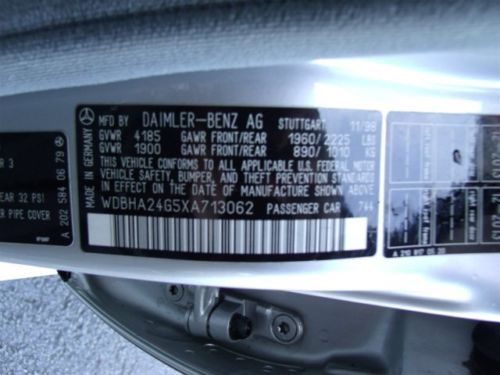 MADE IN GERMANY
MFG BY DAIMLER-BENZ AG STUTTGART 11/98
GVWR 4185 GAWR FRONT/REAR 1960/2225 LBS
GVWR 1900 GAWR FRONT/REAR 890/1010 KG
THIS VEHICLE CONFORMS TO ALL APPLICABLE U.S. FEDERAL
VEHICLE SAFETY, BUMPER, AND THEFT PREVENTION STANDARDS IN
EFFECT ON THE DATE OF MANUFACTURE SHOWN ABOVE.
WDBHA24G5XA713062 PASSENGER CAR 744
R 3
EAR 32 PSI
R PIPE COVER
A 202 584 06 79